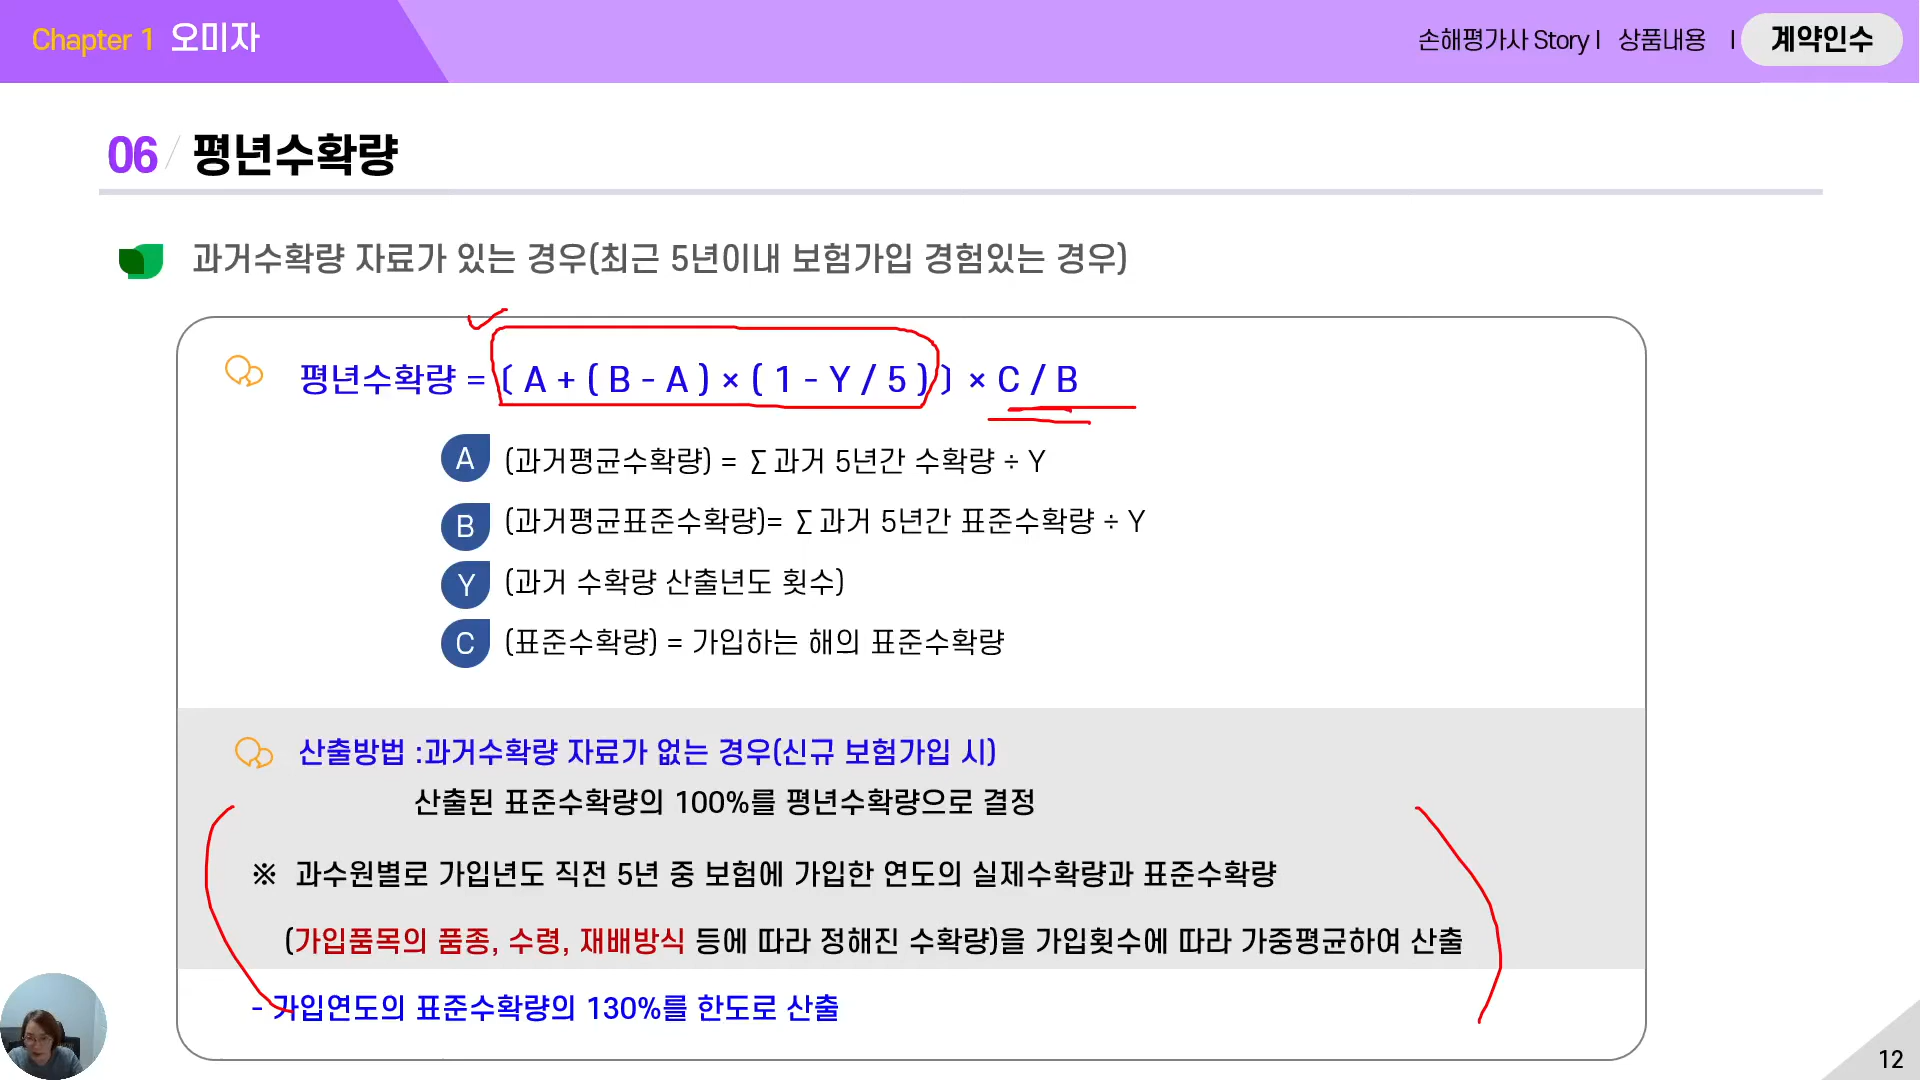 Chapter 1 오미자
손해평가사 Story l 상품내용 l 계약인수
06 / 평년수확량
과거수확량 자료가 있는 경우(최근 5년이내 보험가입 경험있는 경우)
평년수확량 = ( A + ( B - A ) × ( 1 - Y / 5 ) ) × C / B
A (과거평균수확량) = ∑ 과거 5년간 수확량 ÷ Y
B (과거평균표준수확량)= ∑ 과거 5년간 표준수확량 ÷ Y
Y (과거 수확량 산출년도 횟수)
C (표준수확량) = 가입하는 해의 표준수확량
산출방법 :과거수확량 자료가 없는 경우(신규 보험가입 시)
산출된 표준수확량의 100%를 평년수확량으로 결정
※ 과수원별로 가입년도 직전 5년 중 보험에 가입한 연도의 실제수확량과 표준수확량
(가입품목의 품종, 수령, 재배방식 등에 따라 정해진 수확량)을 가입횟수에 따라 가중평균하여 산출
- 가입연도의 표준수확량의 130%를 한도로 산출
12